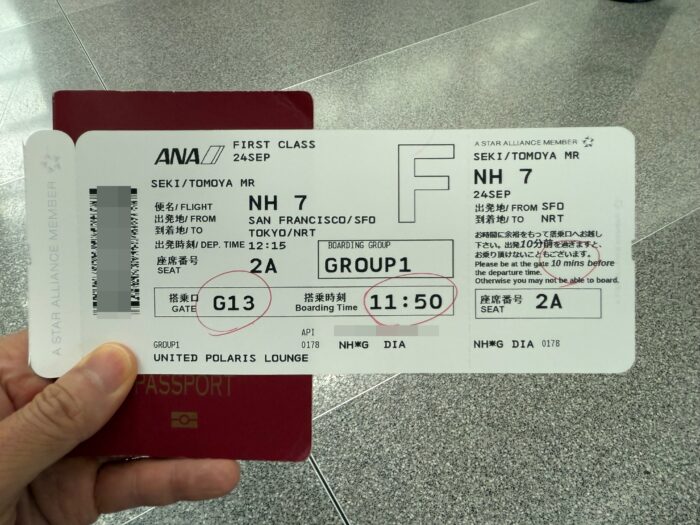 A STAR ALLIANCE MEMBER
ANA
FIRST CLASS
24SEP
F
SEKI/TOMOYA MR
便名/FLIGHT NH 7
出発地/FROM SAN FRANCISCO/SFO
到着地/TO TOKYO/NRT
出発時刻/DEP. TIME 12:15
座席番号 SEAT 2A
BOARDING GROUP
GROUP1
搭乗口 GATE G13
搭乗時刻 Boarding Time 11:50
API
GROUP1 0178 NH*G DIA
UNITED POLARIS LOUNGE
A STAR ALLIANCE MEMBER
SEKI/TOMOYA MR
NH 7
24SEP
出発地/FROM SFO
到着地/TO NRT
お時間に余裕をもって搭乗口へお越し
下さい。出発10分前を過ぎますと、
お乗り頂けないこともございます。
Please be at the gate 10 mins before
the departure time.
Otherwise you may not be able to board.
座席番号 SEAT 2A
NH*G DIA 0178
PASSPORT